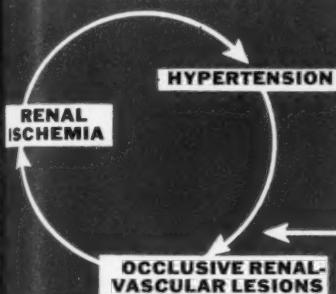 HYPERTENSION
RENAL
ISCHEMIA
OCCLUSIVE RENAL-
VASCULAR LESIONS